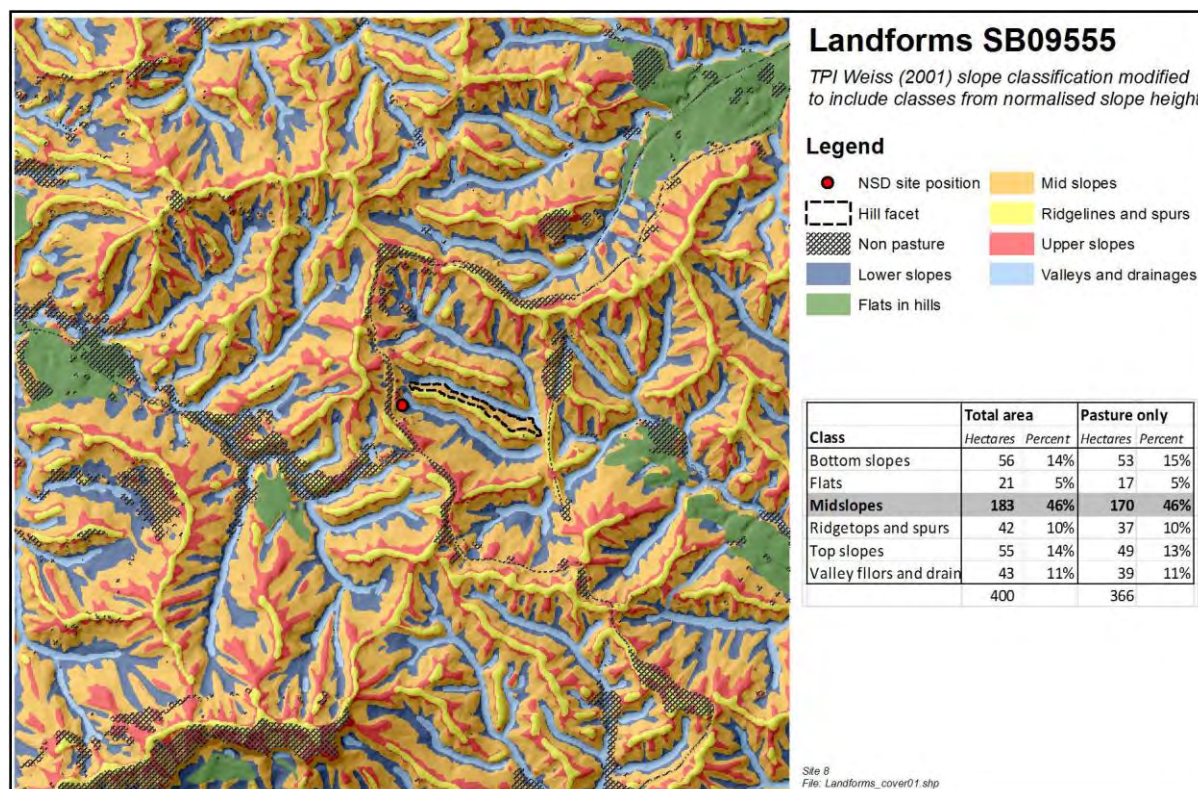 Landforms SB09555
TPI Weiss (2001) slope classification modified
to include classes from normalised slope height
Legend
NSD site position
Mid slopes
Hill facet
Ridgelines and spurs
Non pasture
Upper slopes
Lower slopes
Valleys and drainages
Flats in hills
Total area Pasture only
Class Hectares Percent Hectares Percent
Bottom slopes 56 14% 53 15%
Flats 21 5% 17 5%
Midslopes 183 46% 170 46%
Ridgetops and spurs 42 10% 37 10%
Top slopes 55 14% 49 13%
Valley fllors and drain 43 11% 39 11%
400 366
Site 8
File: Landforms_cover01.shp